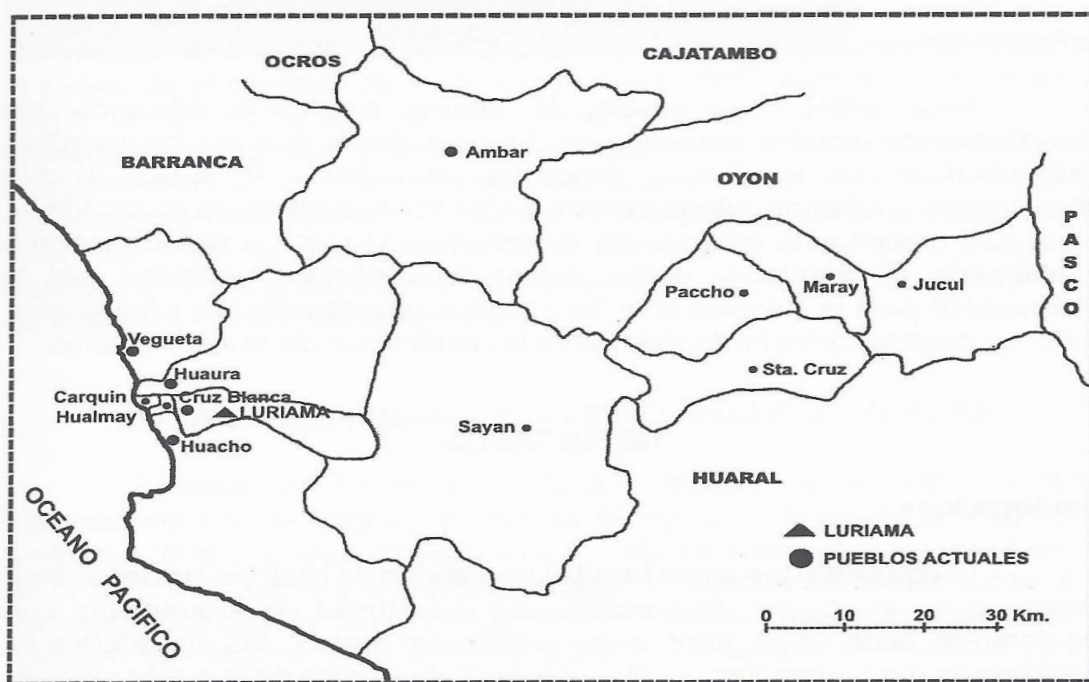 OCROS
CAJATAMBO
BARRANCA
Ambar
OYON
PASCO
Paccho
Maray
Jucul
Vegueta
Huaura
Sta. Cruz
Carquin
Cruz Blanca
Hualmay
LURIAMA
Sayan
Huacho
HUARAL
OCEANO PACIFICO
LURIAMA
PUEBLOS ACTUALES
0 10 20 30 Km.